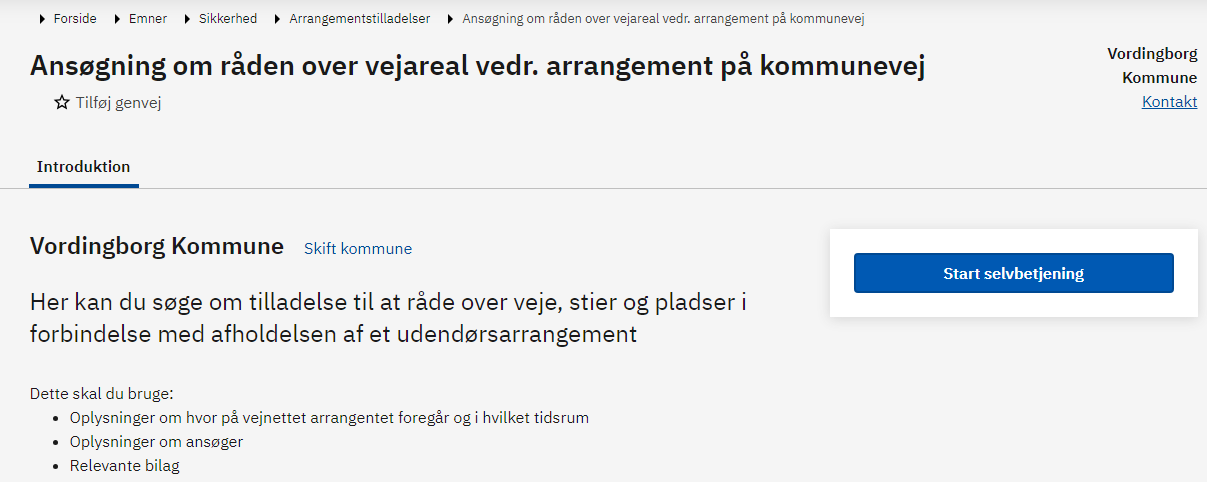 Forside Emner Sikkerhed Arrangementstilladelser Ansøgning om råden over vejareal vedr. arrangement på kommunevej
Ansøgning om råden over vejareal vedr. arrangement på kommunevej
Tilføj genvej
Vordingborg
Kommune
Kontakt
Introduktion
Vordingborg Kommune Skift kommune
Start selvbetjening
Her kan du søge om tilladelse til at råde over veje, stier og pladser i
forbindelse med afholdelsen af et udendørsarrangement
Dette skal du bruge:
• Oplysninger om hvor på vejnettet arrangentet foregår og i hvilket tidsrum
• Oplysninger om ansøger
• Relevante bilag